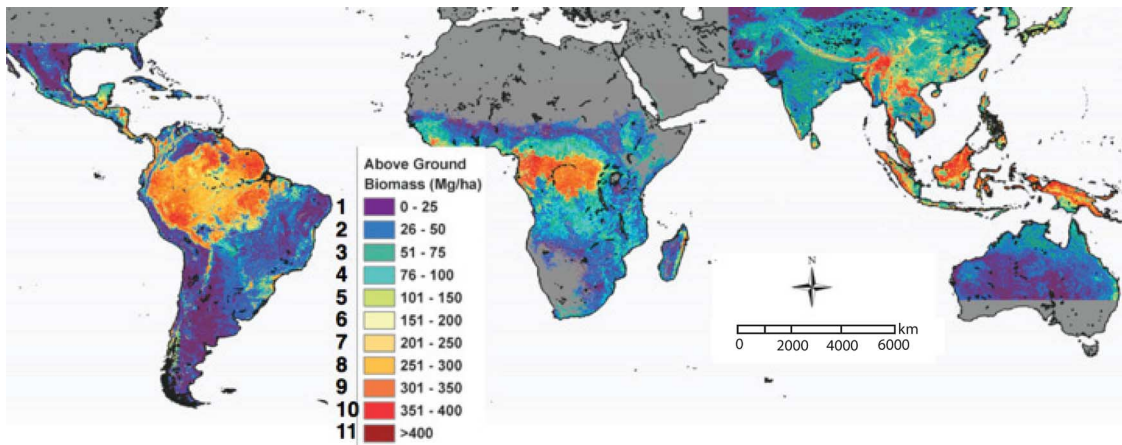 Above Ground
Biomass (Mg/ha)
1 0 - 25
2 26 - 50
3 51 - 75
4 76 - 100
5 101 - 150
6 151 - 200
7 201 - 250
8 251 - 300
9 301 - 350
10 351 - 400
11 >400
N
km
0 2000 4000 6000